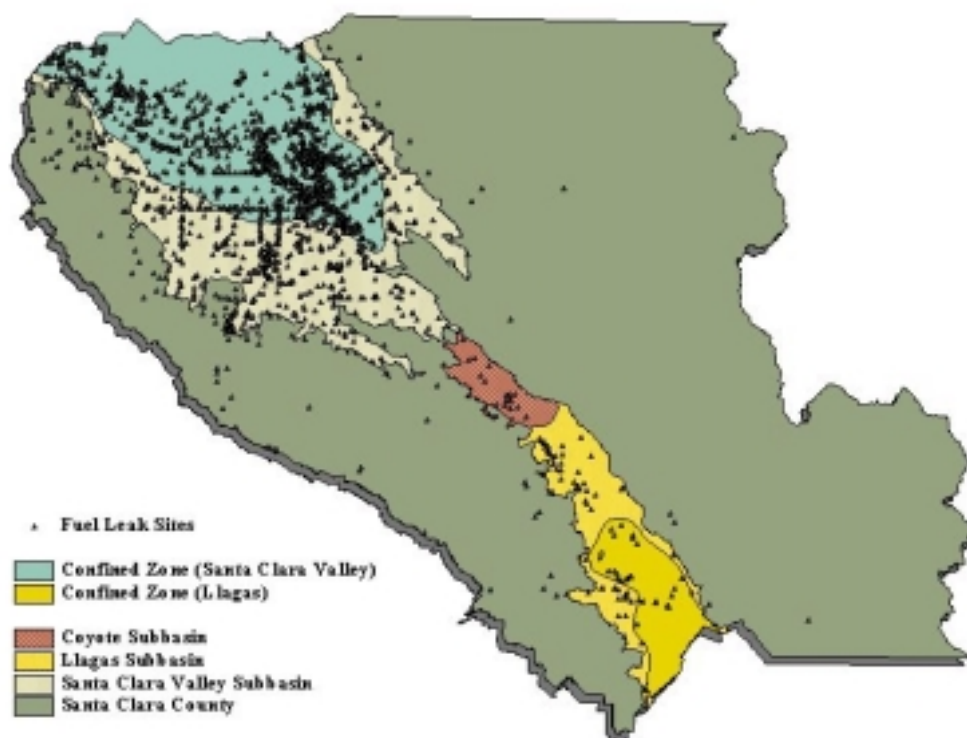 Fuel Leak Sites
Confined Zone (Santa Clara Valley)
Confined Zone (Llagas)
Coyote Subbasin
Llagas Subbasin
Santa Clara Valley Subbasin
Santa Clara County